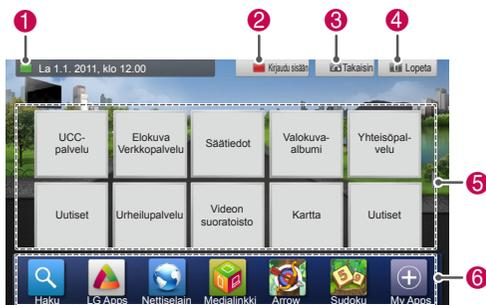 1
2
3
4
La 1.1. 2011, klo 12.00
Kirjaudu sisään
Takaisin
Lopeta
UCC-
palvelu
Elokuva
Verkkopalvelu
Säätiedot
Valokuva-
albumi
Yhteisöpal-
velu
5
Uutiset
Urheilupalvelu
Videon
suoratoisto
Kartta
Uutiset
6
Haku
LG Apps
Nettiselain
Medialinkki
Arrow
Sudoku
My Apps